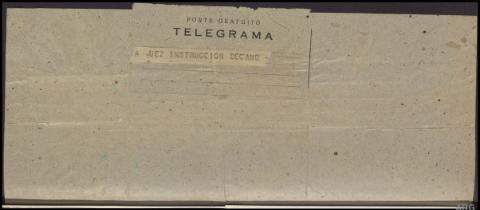 PORTE GRATUITO
TELEGRAMA
A JUEZ INSTRUCCION DECANO -